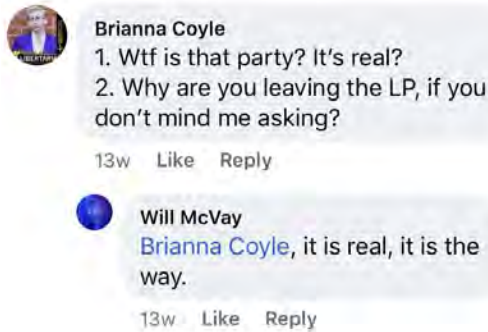 Brianna Coyle
1. Wtf is that party? It's real?
2. Why are you leaving the LP, if you
don't mind me asking?
13w Like Reply
Will McVay
Brianna Coyle, it is real, it is the
way.
13w Like Reply